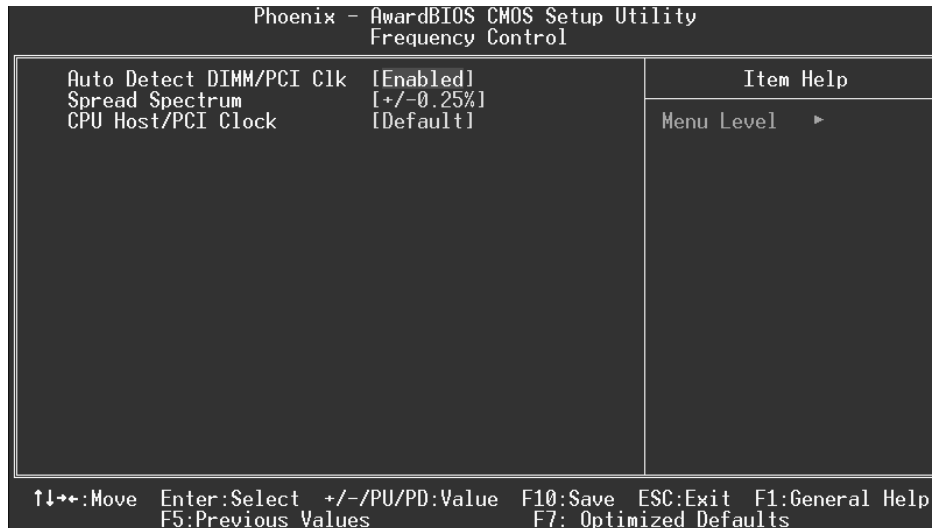 Phoenix - AwardBIOS CMOS Setup Utility
Frequency Control
Auto Detect DIMM/PCI Clk [Enabled]
Spread Spectrum [+/-0.25%]
CPU Host/PCI Clock [Default]
Item Help
Menu Level ►
↑↓→←:Move Enter:Select +/-/PU/PD:Value F10:Save ESC:Exit F1:General Help
F5:Previous Values F7: Optimized Defaults